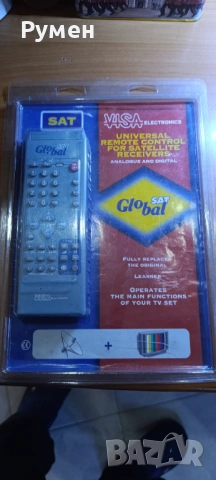 Румен
SAT
VISA ELECTRONICS
UNIVERSAL
REMOTE CONTROL
FOR SATELLITE
RECEIVERS
ANALOGUE AND DIGITAL
Global
Global SAT
FULLY REPLACES
THE ORIGINAL
LEARNER
OPERATES
THE MAIN FUNCTIONS
OF YOUR TV SET
+
CE
BAZAR